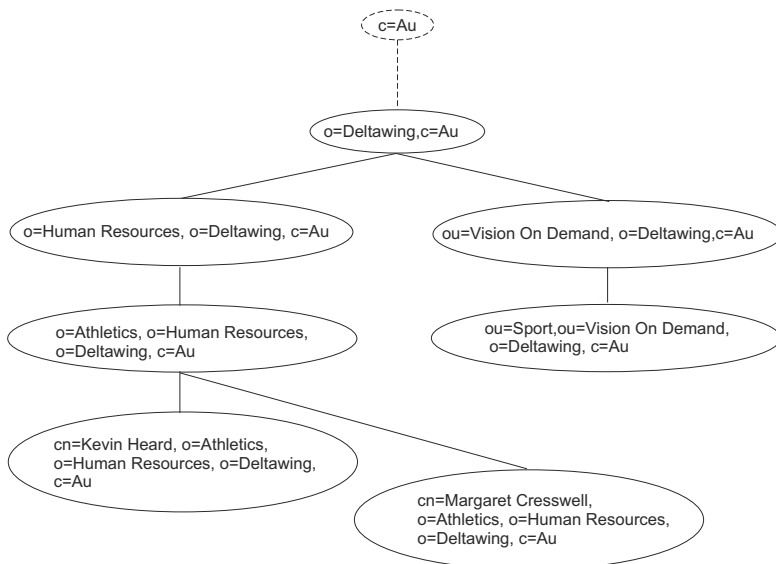 c=Au
o=Deltawing,c=Au
o=Human Resources, o=Deltawing, c=Au
ou=Vision On Demand, o=Deltawing,c=Au
o=Athletics, o=Human Resources,
o=Deltawing, c=Au
ou=Sport,ou=Vision On Demand,
o=Deltawing, c=Au
cn=Kevin Heard, o=Athletics,
o=Human Resources, o=Deltawing,
c=Au
cn=Margaret Cresswell,
o=Athletics, o=Human Resources,
o=Deltawing, c=Au